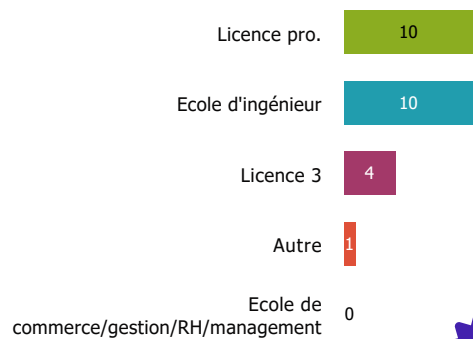 Licence pro. 10
Ecole d'ingénieur 10
Licence 3 4
Autre 1
Ecole de
commerce/gestion/RH/management 0